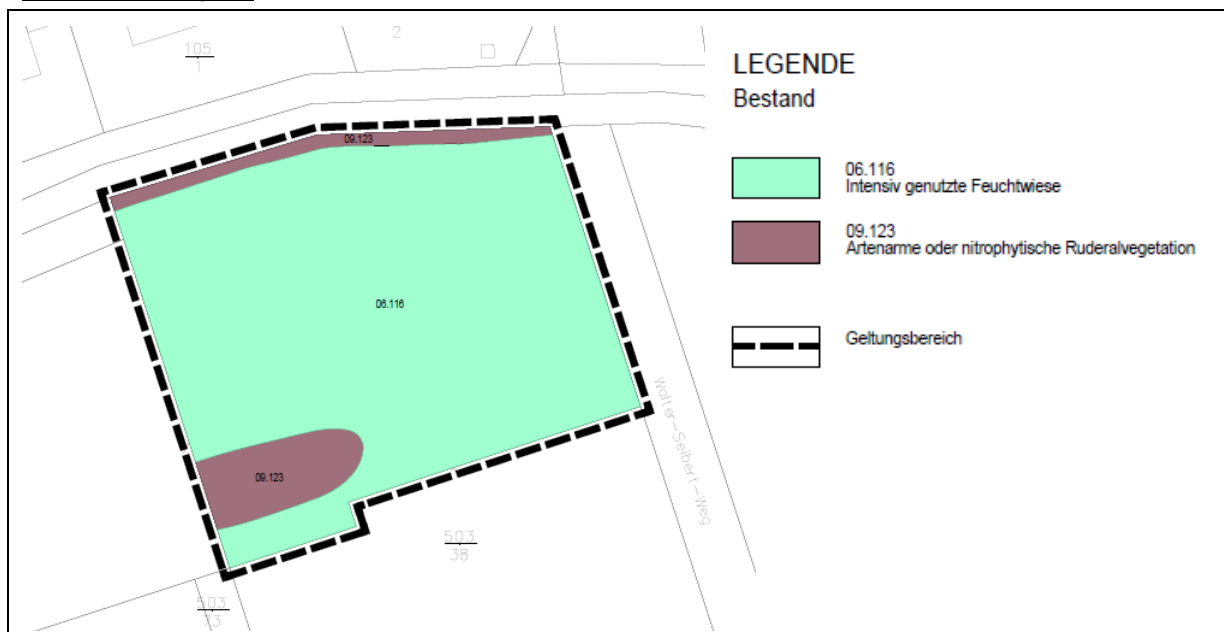 105
1
2
LEGENDE
Bestand
09.123
06.116
Intensiv genutzte Feuchtwiese
09.123
Artenarme oder nitrophytische Ruderalvegetation
06.116
Geltungsbereich
Walter-Seibert-Weg
09.123
503
38
503
73